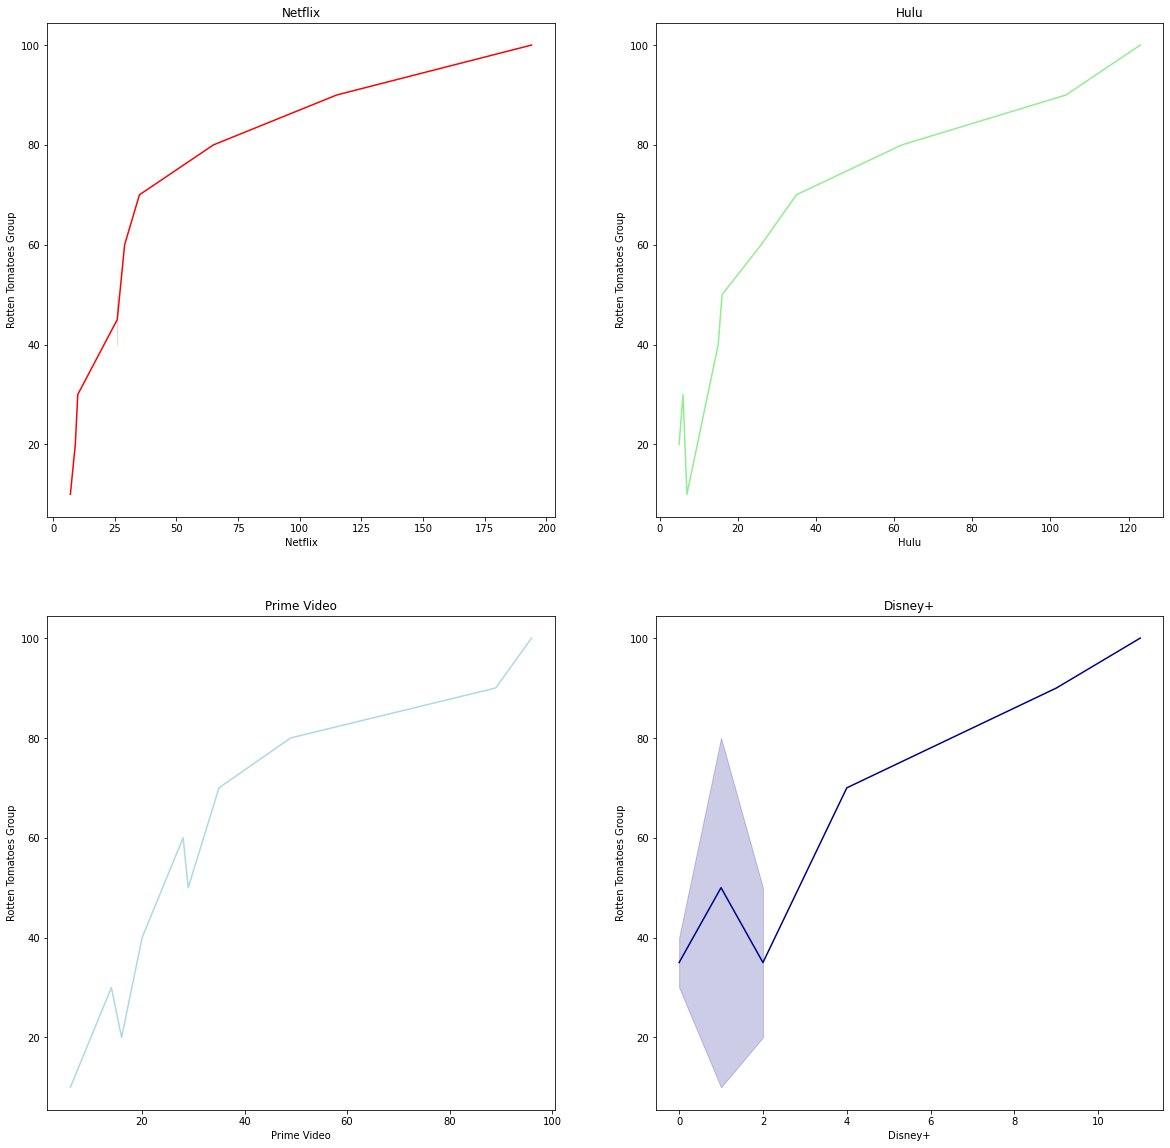 Netflix
Rotten Tomatoes Group
100
80
60
40
20
0 25 50 75 100 125 150 175 200
Netflix
Hulu
Rotten Tomatoes Group
100
80
60
40
20
0 20 40 60 80 100 120
Hulu
Prime Video
Rotten Tomatoes Group
100
80
60
40
20
20 40 60 80 100
Prime Video
Disney+
Rotten Tomatoes Group
100
80
60
40
20
0 2 4 6 8 10
Disney+